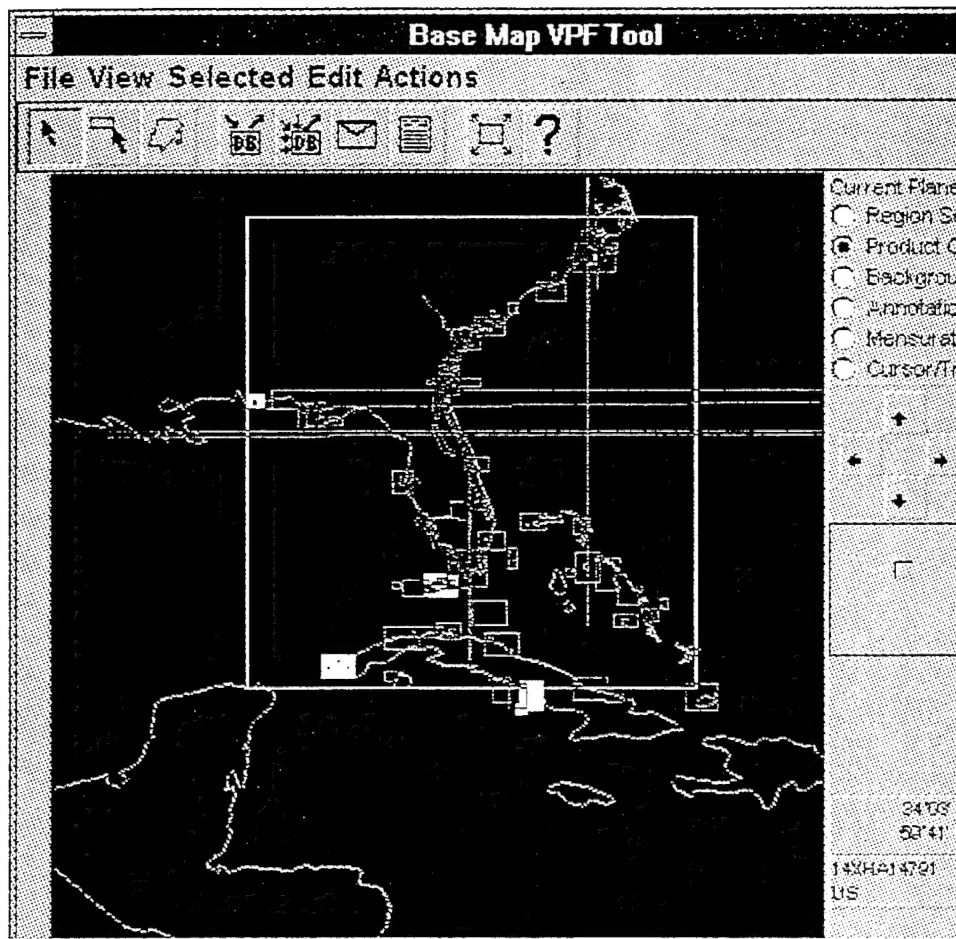 Base Map VPF Tool
File View Selected Edit Actions
DB DB ?
Current Plane
Region
Product
Backgrou
Annotatio
Mensurat
Cursor/Tr
14XHA14791
US